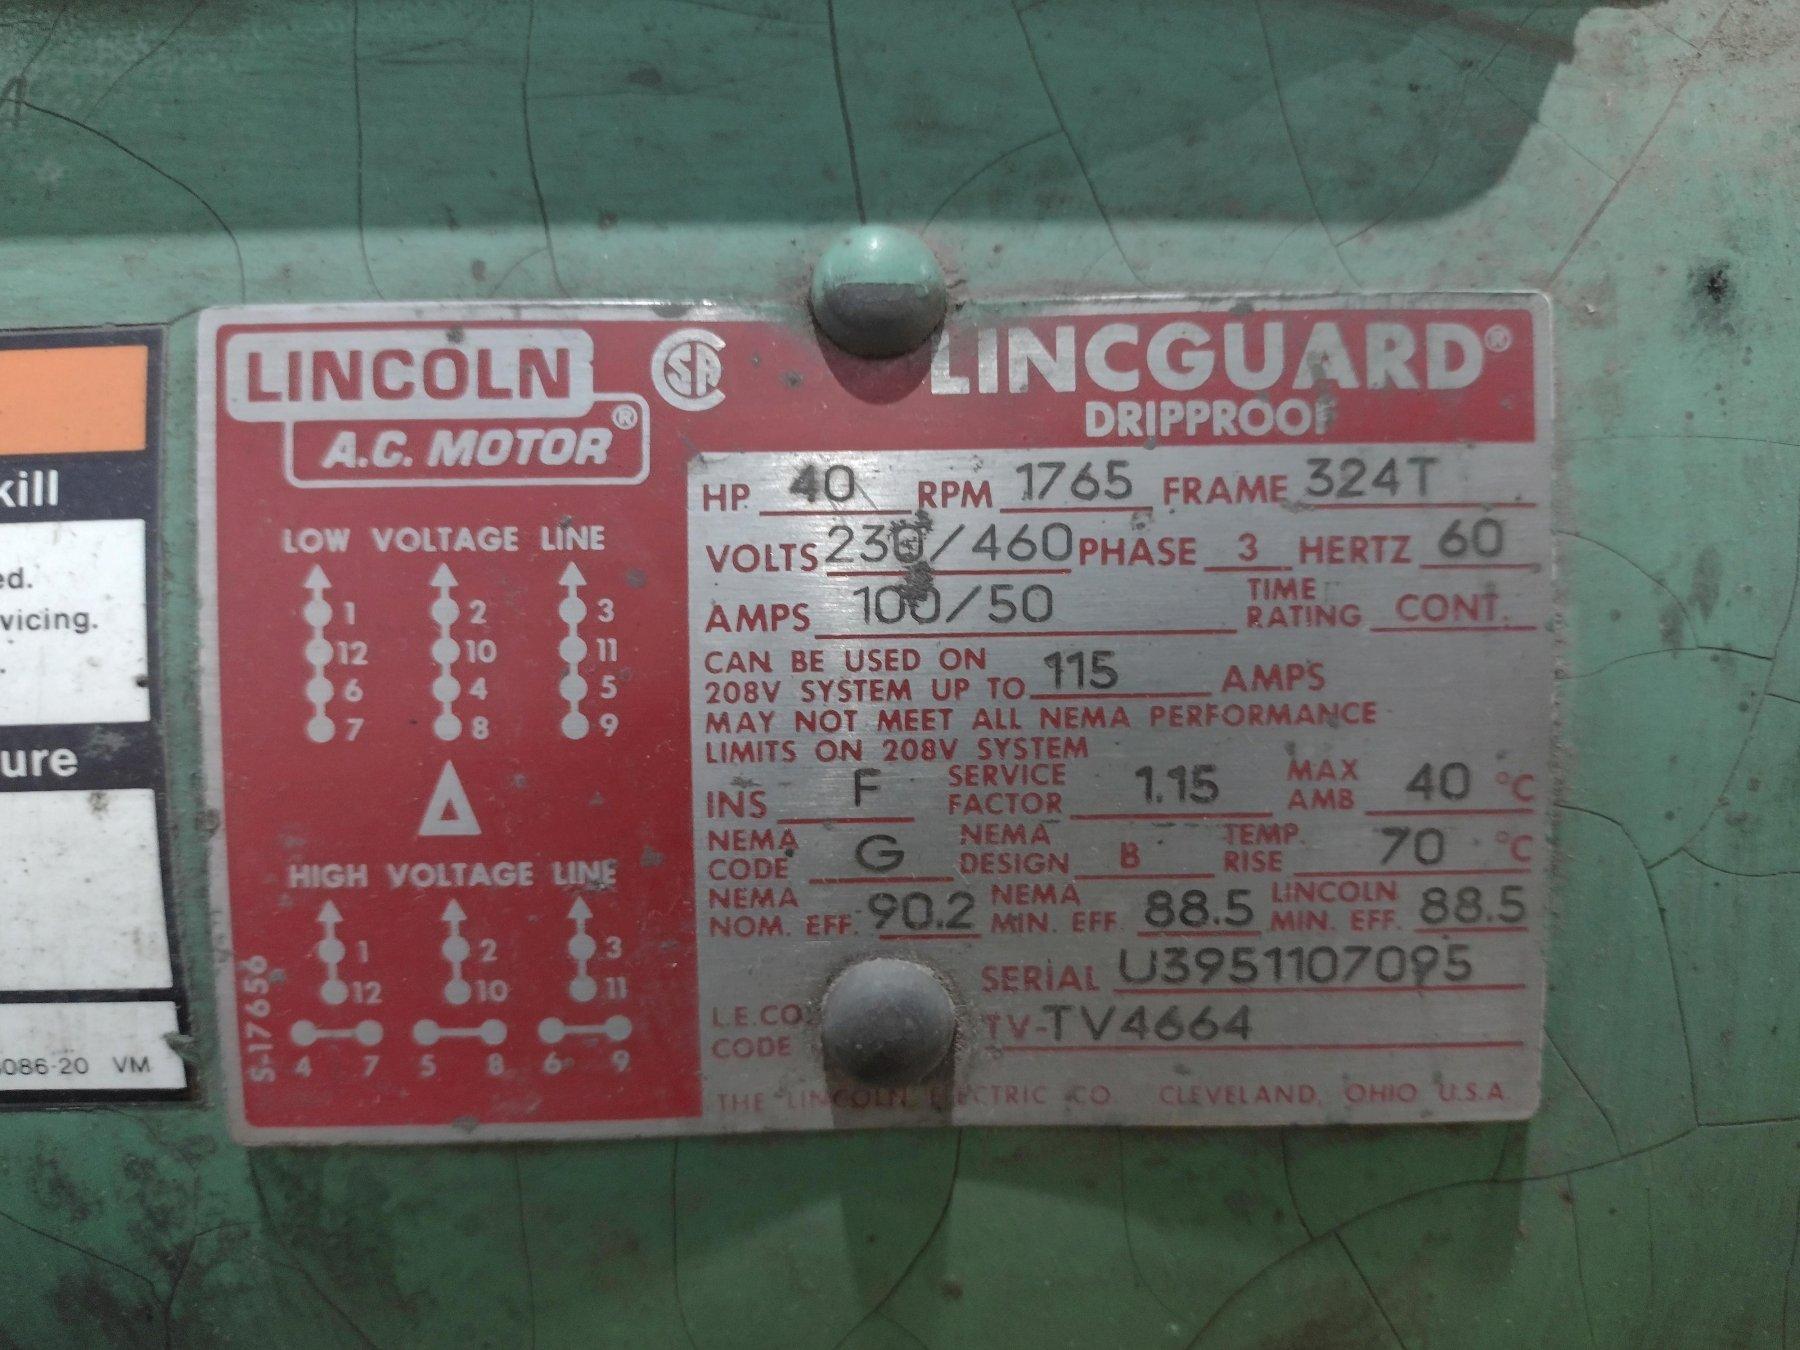 kill
ed.
vicing.
ure
086-20 VM
LINCOLN
A.C. MOTOR ®
SA
LINCGUARD®
DRIPPROOF
LOW VOLTAGE LINE
1 2 3
12 10 11
6 4 5
7 8 9
Δ
HIGH VOLTAGE LINE
1 2 3
12 10 11
4 7 5 8 6 9
S-17656
HP 40 RPM 1765 FRAME 324T
VOLTS 230/460 PHASE 3 HERTZ 60
AMPS 100/50 TIME RATING CONT.
CAN BE USED ON
208V SYSTEM UP TO 115 AMPS
MAY NOT MEET ALL NEMA PERFORMANCE
LIMITS ON 208V SYSTEM
INS F SERVICE FACTOR 1.15 MAX AMB 40 °C
NEMA CODE G NEMA DESIGN B TEMP. RISE 70 °C
NEMA NOM. EFF. 90.2 NEMA MIN. EFF. 88.5 LINCOLN MIN. EFF. 88.5
SERIAL U3951107095
L.E.CO. CODE TV-TV4664
THE LINCOLN ELECTRIC CO. CLEVELAND, OHIO U.S.A.